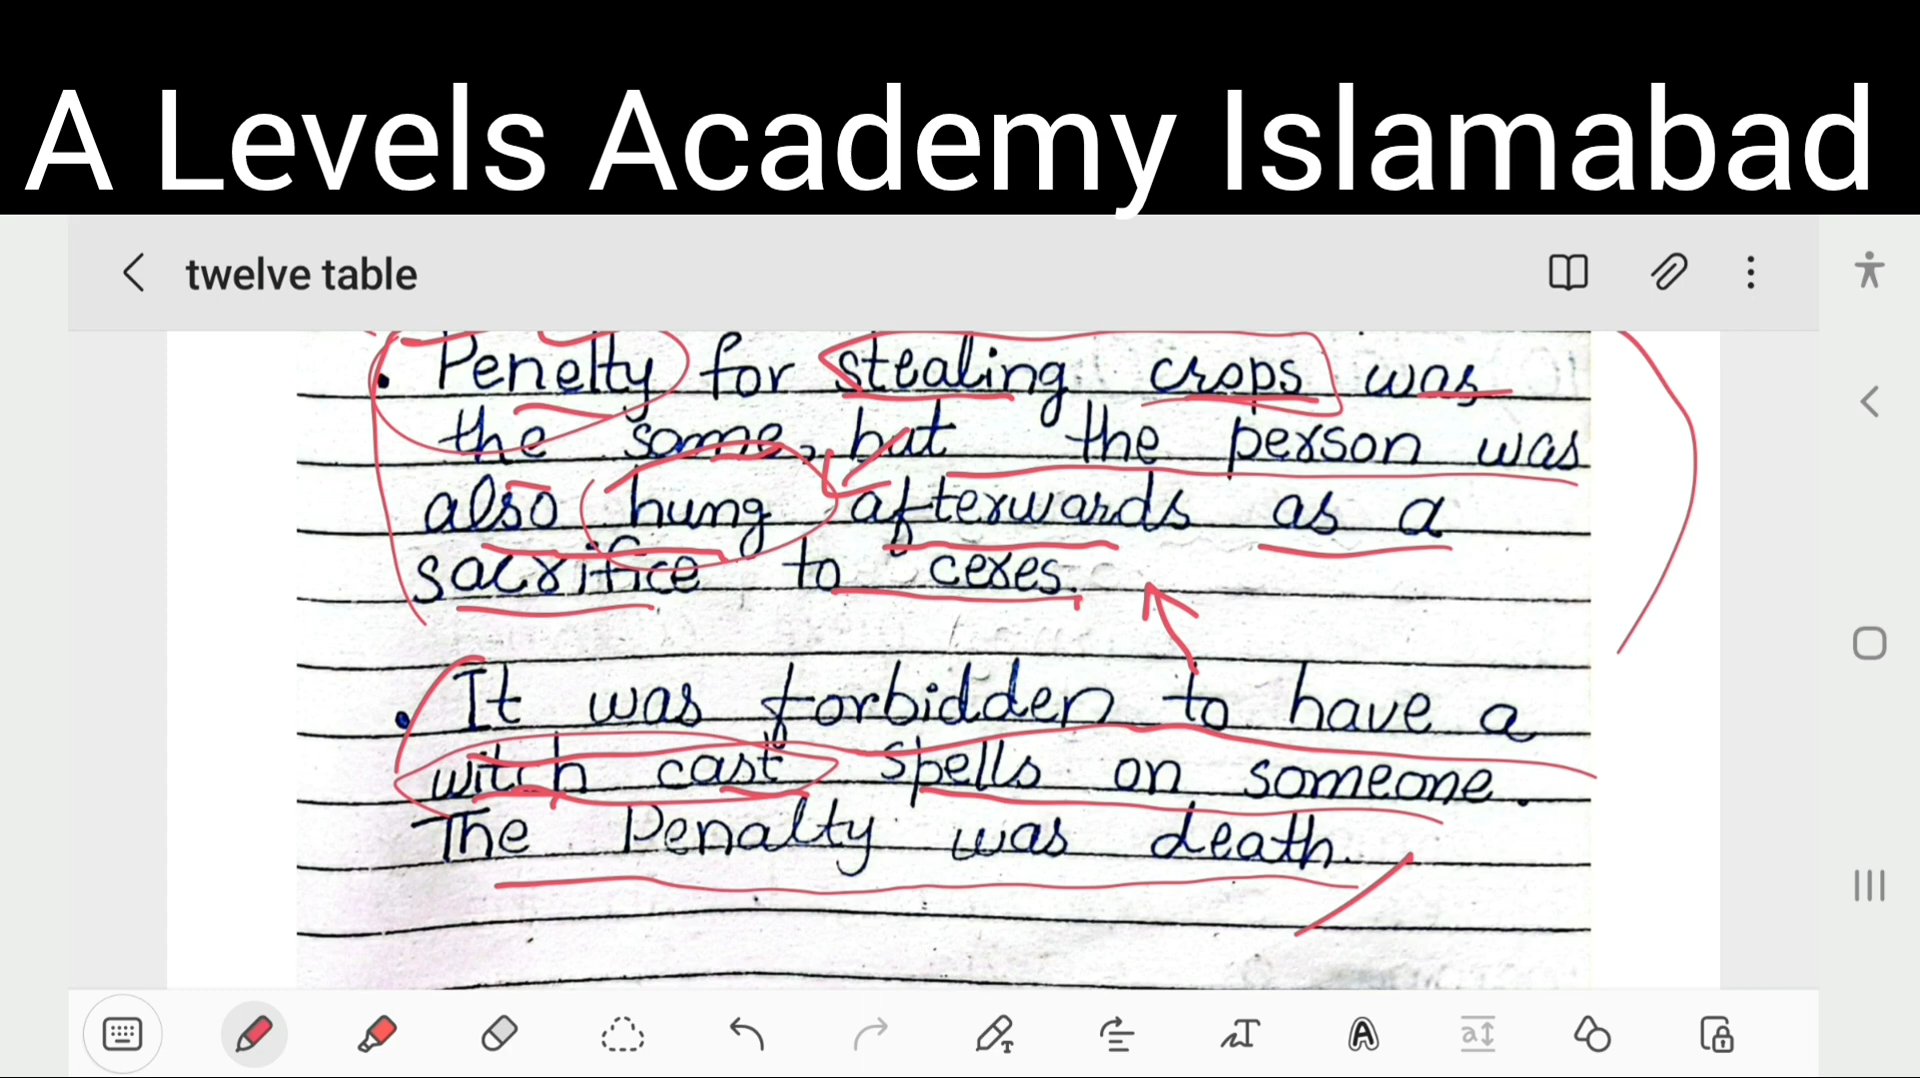 A Levels Academy Islamabad
twelve table
• Penelty for stealing crops was
the same, but the person was
also hung afterwards as a
sacrifice to ceres.
• It was forbidden to have a
witch cast spells on someone.
The Penalty was death.